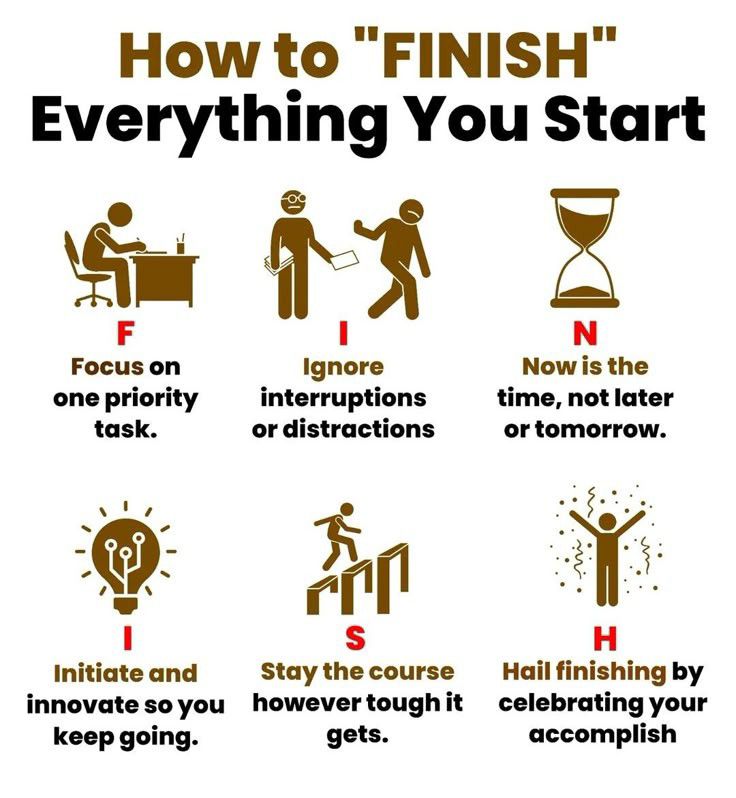 How to "FINISH"
Everything You Start
F
Focus on
one priority
task.
I
Ignore
interruptions
or distractions
N
Now is the
time, not later
or tomorrow.
I
Initiate and
innovate so you
keep going.
S
Stay the course
however tough it
gets.
H
Hail finishing by
celebrating your
accomplish